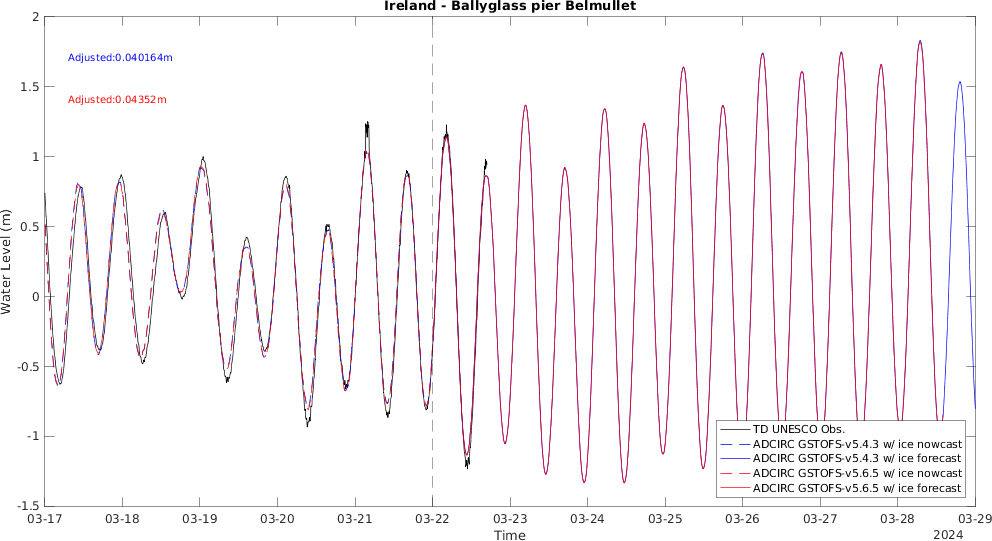 Ireland - Ballyglass pier Belmullet
2
1.5
1
0.5
0
-0.5
-1
-1.5
Water Level (m)
Adjusted:0.040164m
Adjusted:0.04352m
TD UNESCO Obs.
ADCIRC GSTOFS-v5.4.3 w/ ice nowcast
ADCIRC GSTOFS-v5.4.3 w/ ice forecast
ADCIRC GSTOFS-v5.6.5 w/ ice nowcast
ADCIRC GSTOFS-v5.6.5 w/ ice forecast
03-17 03-18 03-19 03-20 03-21 03-22 03-23 03-24 03-25 03-26 03-27 03-28 03-29
Time
2024